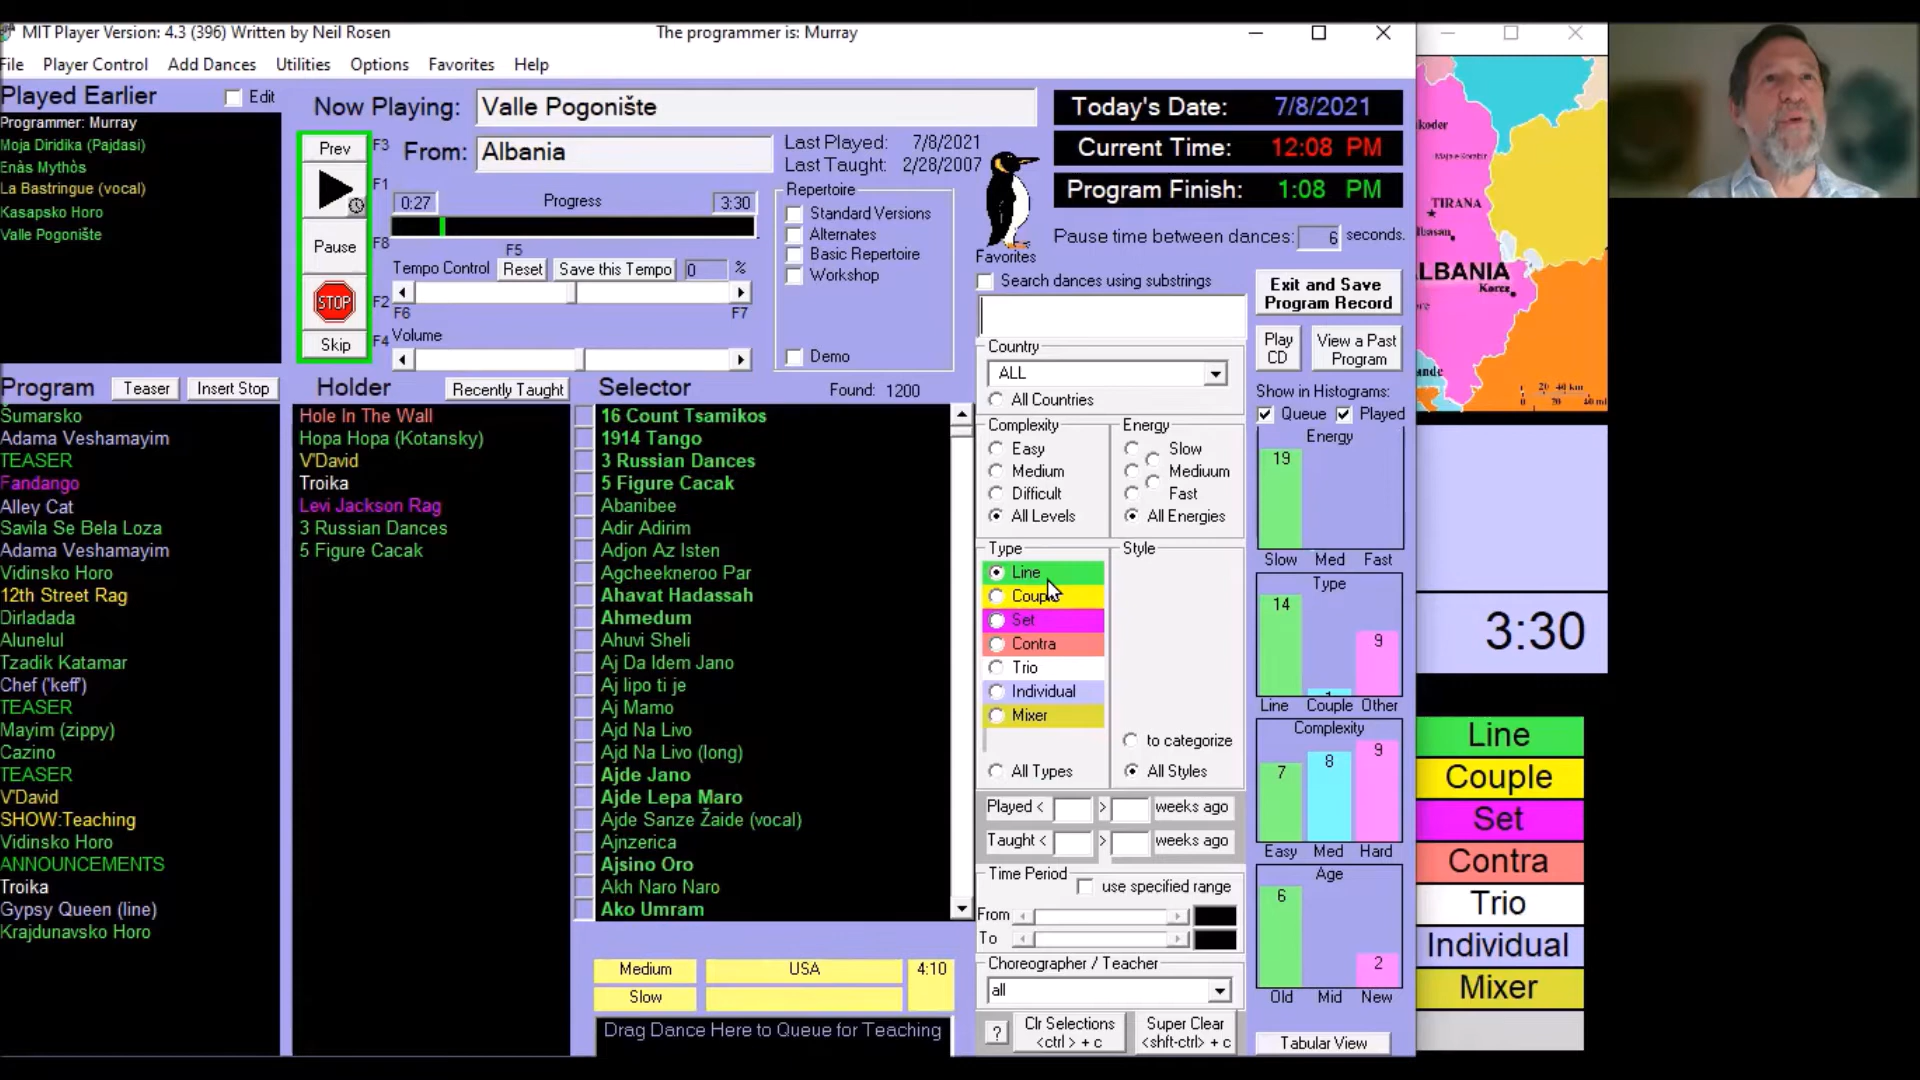 MIT Player Version: 4.3 (396) Written by Neil Rosen
The programmer is: Murray
File
Player Control
Add Dances
Utilities
Options
Favorites
Help
Played Earlier
Edit
Programmer: Murray
Moja Diridika (Pajdasi)
Enàs Mythòs
La Bastringue (vocal)
Kasapsko Horo
Valle Pogonište
Now Playing:
Valle Pogonište
From:
Albania
Last Played: 7/8/2021
Last Taught: 2/28/2007
Prev
F3
F1
Pause
F8
STOP
F2
Skip
F4
0:27
Progress
3:30
F5
Tempo Control
Reset
Save this Tempo
0
%
F6
F7
Volume
Repertoire
Standard Versions
Alternates
Basic Repertoire
Workshop
Demo
Favorites
Today's Date: 7/8/2021
Current Time: 12:08 PM
Program Finish: 1:08 PM
Pause time between dances: 6 seconds.
Search dances using substrings
Exit and Save
Program Record
Play
CD
View a Past
Program
Program
Teaser
Insert Stop
Šumarsko
Adama Veshamayim
TEASER
Fandango
Alley Cat
Savila Se Bela Loza
Adama Veshamayim
Vidinsko Horo
12th Street Rag
Dirladada
Alunelul
Tzadik Katamar
Chef ('keff')
TEASER
Mayim (zippy)
Cazino
TEASER
V'David
SHOW:Teaching
Vidinsko Horo
ANNOUNCEMENTS
Troika
Gypsy Queen (line)
Krajdunavsko Horo
Holder
Recently Taught
Hole In The Wall
Hopa Hopa (Kotansky)
V'David
Troika
Levi Jackson Rag
3 Russian Dances
5 Figure Cacak
Selector
Found: 1200
16 Count Tsamikos
1914 Tango
3 Russian Dances
5 Figure Cacak
Abanibee
Adir Adirim
Adjon Az Isten
Agcheekneroo Par
Ahavat Hadassah
Ahmedum
Ahuvi Sheli
Aj Da Idem Jano
Aj lipo ti je
Aj Mamo
Ajd Na Livo
Ajd Na Livo (long)
Ajde Jano
Ajde Lepa Maro
Ajde Sanze Žaide (vocal)
Ajnzerica
Ajsino Oro
Akh Naro Naro
Ako Umram
Medium
USA
4:10
Slow
Drag Dance Here to Queue for Teaching
Country
ALL
All Countries
Complexity
Easy
Medium
Difficult
All Levels
Energy
Slow
Mediuum
Fast
All Energies
Type
Line
Couple
Set
Contra
Trio
Individual
Mixer
All Types
Style
to categorize
All Styles
Played < > weeks ago
Taught < > weeks ago
Time Period
use specified range
From
To
Choreographer / Teacher
all
?
Clr Selections
<ctrl > + c
Super Clear
<shft-ctrl> + c
Show in Histograms:
Queue
Played
Energy
19
Slow Med Fast
Type
14
1
9
Line Couple Other
Complexity
7
8
9
Easy Med Hard
Age
6
2
Old Mid New
Tabular View
TIRANA
LBANIA
Korcë
20 40 km
3:30
Line
Couple
Set
Contra
Trio
Individual
Mixer